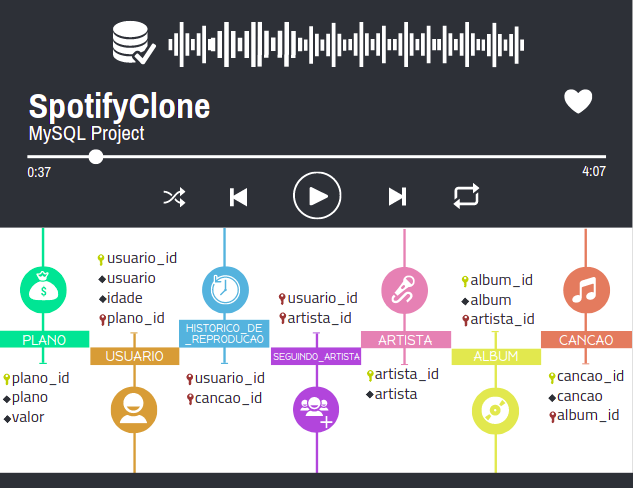 SpotifyClone
MySQL Project
0:37
4:07
PLANO
plano_id
plano
valor
usuario_id
usuario
idade
plano_id
USUARIO
HISTORICO_DE
_REPRODUCAO
usuario_id
cancao_id
usuario_id
artista_id
SEGUINDO_ARTISTA
ARTISTA
artista_id
artista
album_id
album
artista_id
ALBUM
CANCAO
cancao_id
cancao
album_id